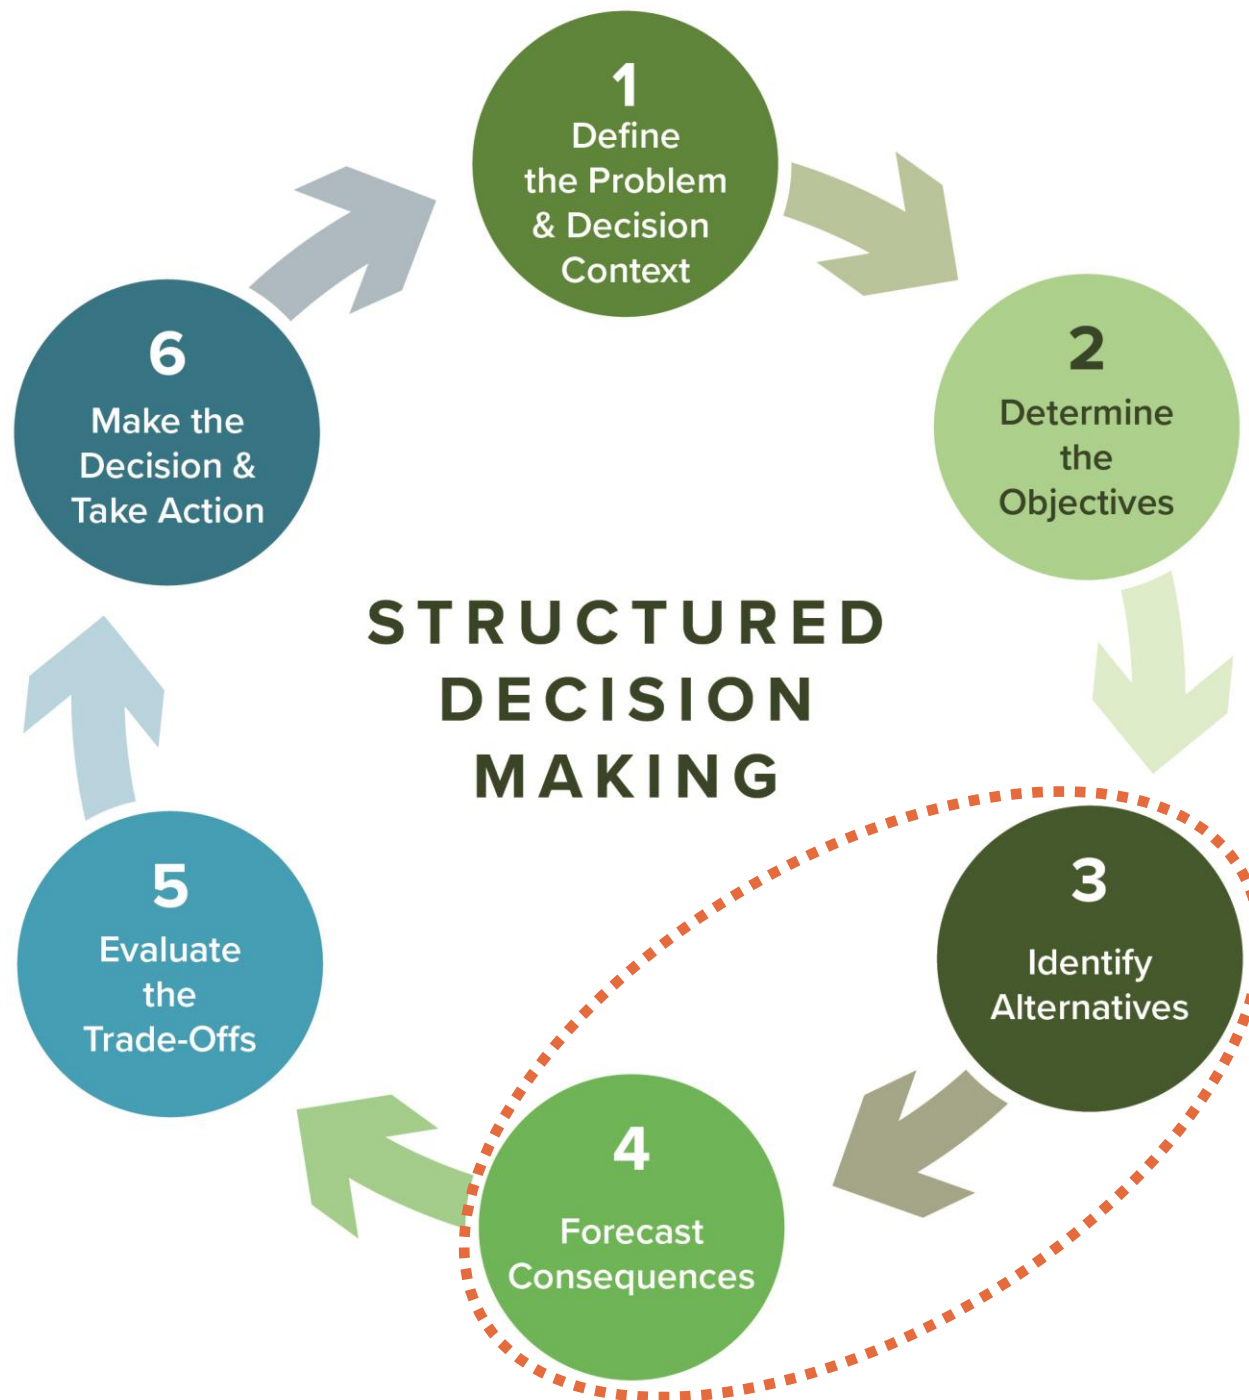 1
Define
the Problem
& Decision
Context
2
Determine
the
Objectives
3
Identify
Alternatives
4
Forecast
Consequences
5
Evaluate
the
Trade-Offs
6
Make the
Decision &
Take Action
STRUCTURED
DECISION
MAKING